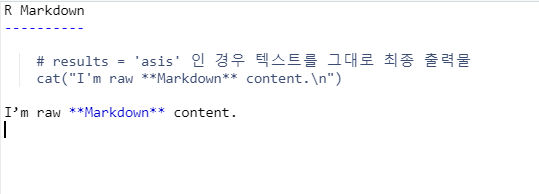 R Markdown
----------
# results = 'asis' 인 경우 텍스트를 그대로 최종 출력물
cat("I'm raw **Markdown** content.\n")
I’m raw **Markdown** content.